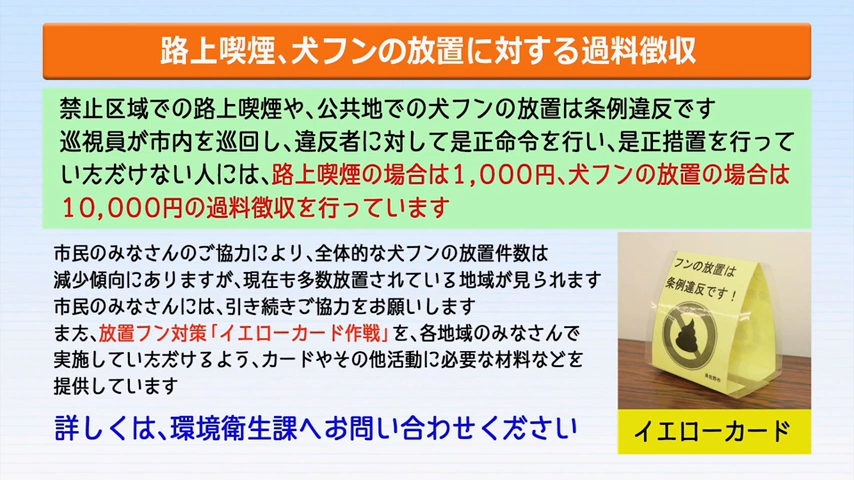 路上喫煙、犬フンの放置に対する過料徴収
禁止区域での路上喫煙や、公共地での犬フンの放置は条例違反です
巡視員が市内を巡回し、違反者に対して是正命令を行い、是正措置を行って
いただけない人には、路上喫煙の場合は1,000円、犬フンの放置の場合は
10,000円の過料徴収を行っています
市民のみなさんのご協力により、全体的な犬フンの放置件数は
減少傾向にありますが、現在も多数放置されている地域が見られます
市民のみなさんには、引き続きご協力をお願いします
また、放置フン対策「イエローカード作戦」を、各地域のみなさんで
実施していただけるよう、カードやその他活動に必要な材料などを
提供しています
詳しくは、環境衛生課へお問い合わせください
フンの放置は
条例違反です!
イエローカード